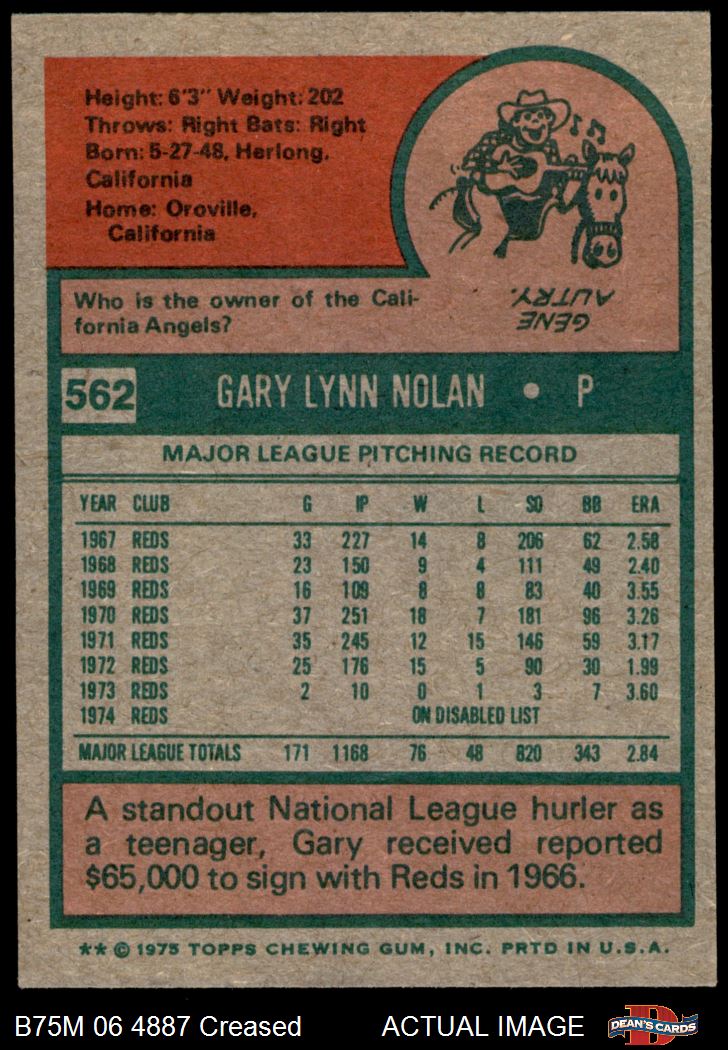 Height: 6'3" Weight: 202
Throws: Right Bats: Right
Born: 5-27-48, Herlong,
California
Home: Oroville,
California
Who is the owner of the Cali-
fornia Angels?
GENE
AUTRY.
562 GARY LYNN NOLAN • P
MAJOR LEAGUE PITCHING RECORD
YEAR CLUB G IP W L SO BB ERA
1967 REDS 33 227 14 8 206 62 2.58
1968 REDS 23 150 9 4 111 49 2.40
1969 REDS 16 109 8 8 83 40 3.55
1970 REDS 37 251 18 7 181 96 3.26
1971 REDS 35 245 12 15 146 59 3.17
1972 REDS 25 176 15 5 90 30 1.99
1973 REDS 2 10 0 1 3 7 3.60
1974 REDS ON DISABLED LIST
MAJOR LEAGUE TOTALS 171 1168 76 48 820 343 2.84
A standout National League hurler as
a teenager, Gary received reported
$65,000 to sign with Reds in 1966.
** © 1975 TOPPS CHEWING GUM, INC. PRTD IN U.S.A.
B75M 06 4887 Creased ACTUAL IMAGE
DEAN'S CARDS